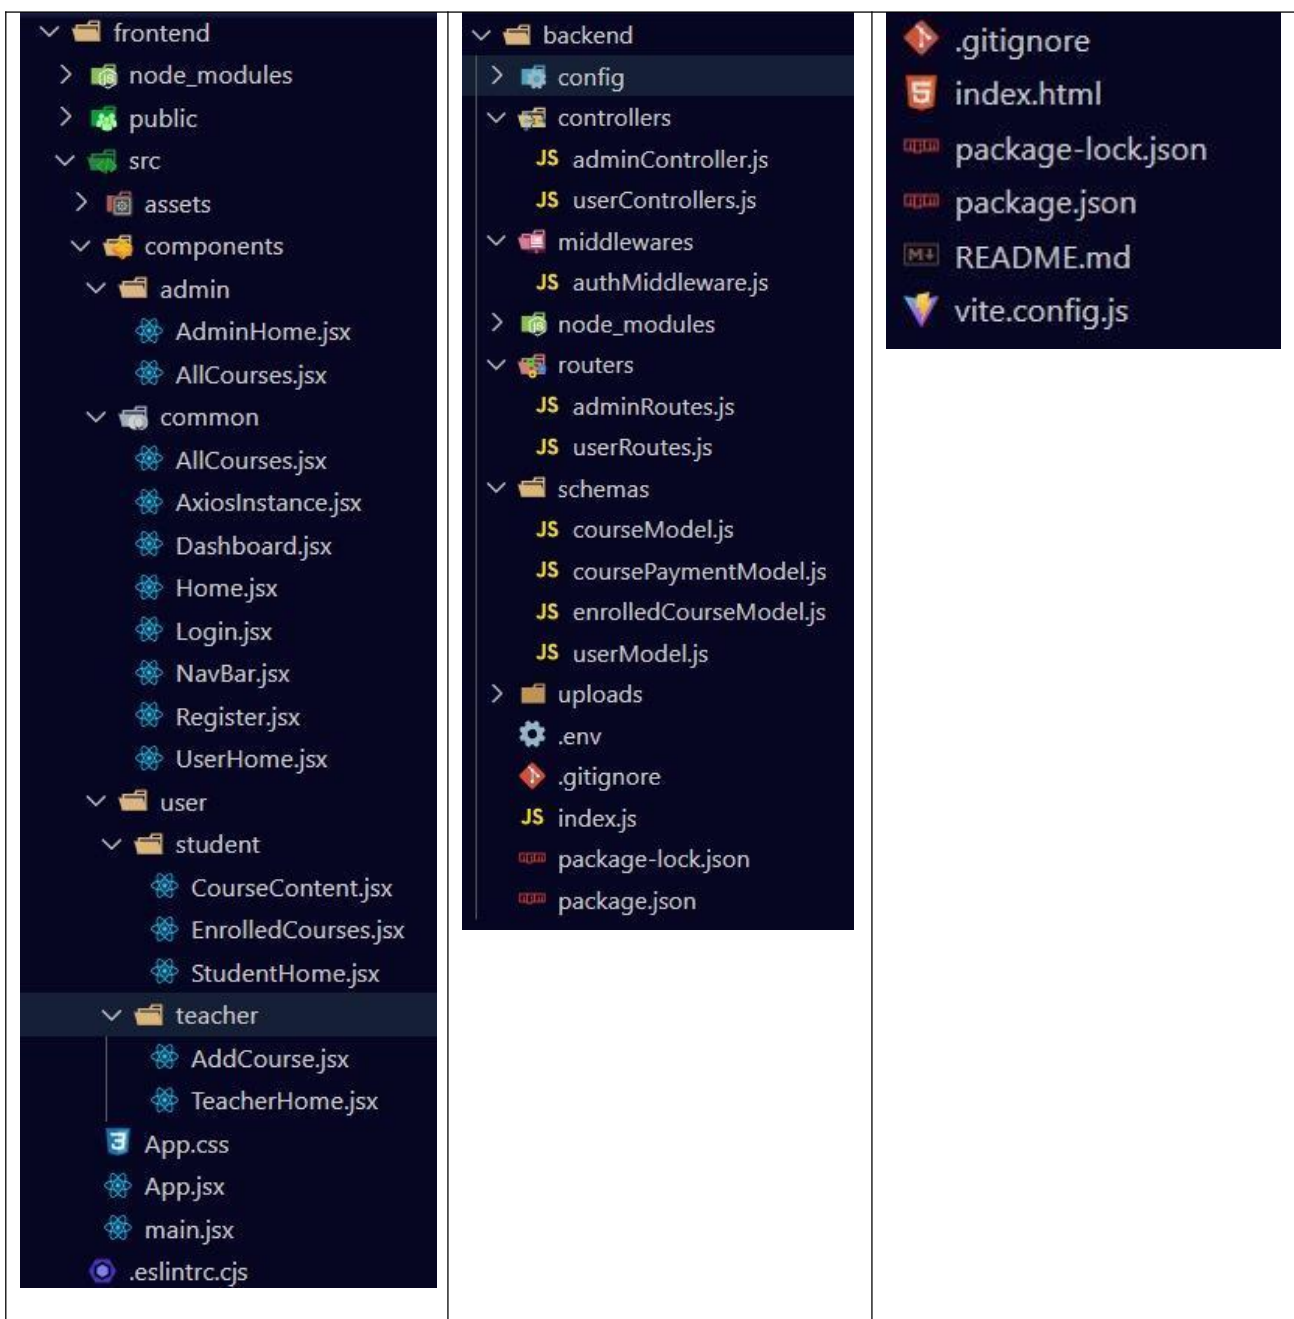 frontend
node_modules
public
src
assets
components
admin
AdminHome.jsx
AllCourses.jsx
common
AllCourses.jsx
AxiosInstance.jsx
Dashboard.jsx
Home.jsx
Login.jsx
NavBar.jsx
Register.jsx
UserHome.jsx
user
student
CourseContent.jsx
EnrolledCourses.jsx
StudentHome.jsx
teacher
AddCourse.jsx
TeacherHome.jsx
App.css
App.jsx
main.jsx
.eslintrc.cjs
backend
config
controllers
JS adminController.js
JS userControllers.js
middlewares
JS authMiddleware.js
node_modules
routers
JS adminRoutes.js
JS userRoutes.js
schemas
JS courseModel.js
JS coursePaymentModel.js
JS enrolledCourseModel.js
JS userModel.js
uploads
.env
.gitignore
JS index.js
package-lock.json
package.json
.gitignore
index.html
package-lock.json
package.json
README.md
vite.config.js